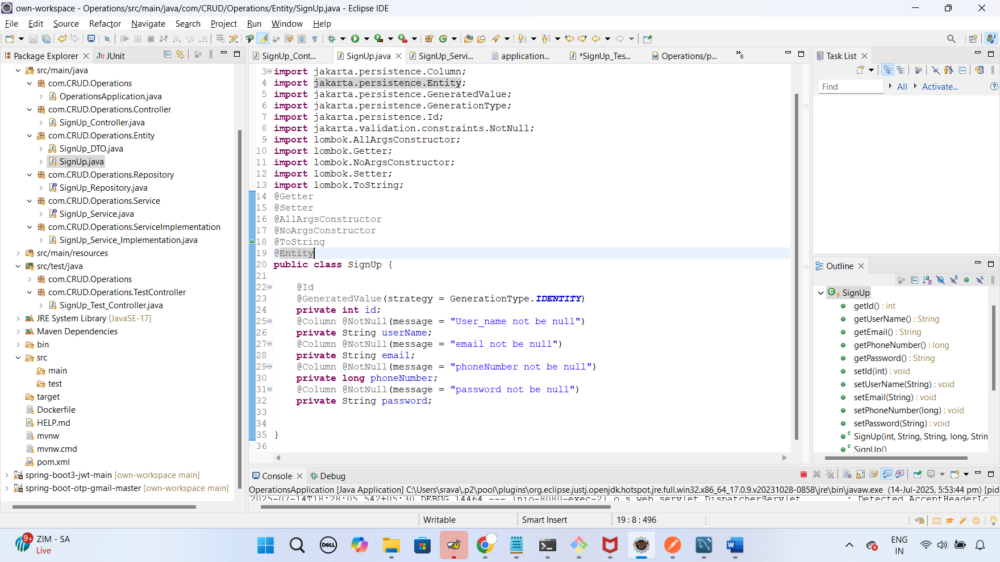 own-workspace - Operations/src/main/java/com/CRUD/Operations/Entity/SignUp.java - Eclipse IDE
File Edit Source Refactor Navigate Search Project Run Window Help
Package Explorer
JUnit
src/main/java
com.CRUD.Operations
OperationsApplication.java
com.CRUD.Operations.Controller
SignUp_Controller.java
com.CRUD.Operations.Entity
SignUp_DTO.java
SignUp.java
com.CRUD.Operations.Repository
SignUp_Repository.java
com.CRUD.Operations.Service
SignUp_Service.java
com.CRUD.Operations.ServiceImplementation
SignUp_Service_Implementation.java
src/main/resources
src/test/java
com.CRUD.Operations
com.CRUD.Operations.TestController
SignUp_Test_Controller.java
JRE System Library [JavaSE-17]
Maven Dependencies
bin
src
main
test
target
Dockerfile
HELP.md
mvnw
mvnw.cmd
pom.xml
spring-boot3-jwt-main [own-workspace main]
spring-boot-otp-gmail-master [own-workspace main]
SignUp_Cont... SignUp.java SignUp_Servi... application... *SignUp_Tes... Operations/p... »6
3 import jakarta.persistence.Column;
4 import jakarta.persistence.Entity;
5 import jakarta.persistence.GeneratedValue;
6 import jakarta.persistence.GenerationType;
7 import jakarta.persistence.Id;
8 import jakarta.validation.constraints.NotNull;
9 import lombok.AllArgsConstructor;
10 import lombok.Getter;
11 import lombok.NoArgsConstructor;
12 import lombok.Setter;
13 import lombok.ToString;
14 @Getter
15 @Setter
16 @AllArgsConstructor
17 @NoArgsConstructor
18 @ToString
19 @Entity
20 public class SignUp {
21
22 @Id
23 @GeneratedValue(strategy = GenerationType.IDENTITY)
24 private int id;
25 @Column @NotNull(message = "User_name not be null")
26 private String userName;
27 @Column @NotNull(message = "email not be null")
28 private String email;
29 @Column @NotNull(message = "phoneNumber not be null")
30 private long phoneNumber;
31 @Column @NotNull(message = "password not be null")
32 private String password;
33
34
35 }
36
Task List
Find
All
Activate...
Outline
SignUp
getId() : int
getUserName() : String
getEmail() : String
getPhoneNumber() : long
getPassword() : String
setId(int) : void
setUserName(String) : void
setEmail(String) : void
setPhoneNumber(long) : void
setPassword(String) : void
SignUp(int, String, String, long, Strin
SignUp()
Console
Debug
OperationsApplication [Java Application] C:\Users\srava\.p2\pool\plugins\org.eclipse.justj.openjdk.hotspot.jre.full.win32.x86_64_17.0.9.v20231028-0858\jre\bin\javaw.exe (14-Jul-2025, 5:53:44 pm) [pid
2025-07-14T18:28:05.542+05:30 DEBUG 14464 --- [nio-8080-exec-2] o.s.web.servlet.DispatcherServlet : Detected AcceptHeaderLo
Writable
Smart Insert
19 : 8 : 496
9+
ZIM - SA
Live
DELL
ENG
IN